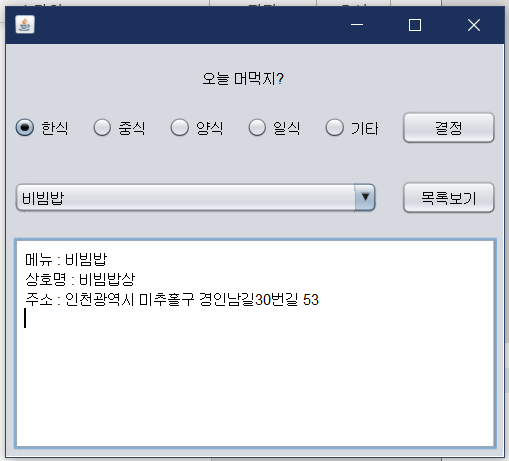 오늘 머먹지?
한식 중식 양식 일식 기타 결정
비빔밥 목록보기
메뉴 : 비빔밥
상호명 : 비빔밥상
주소 : 인천광역시 미추홀구 경인남길30번길 53